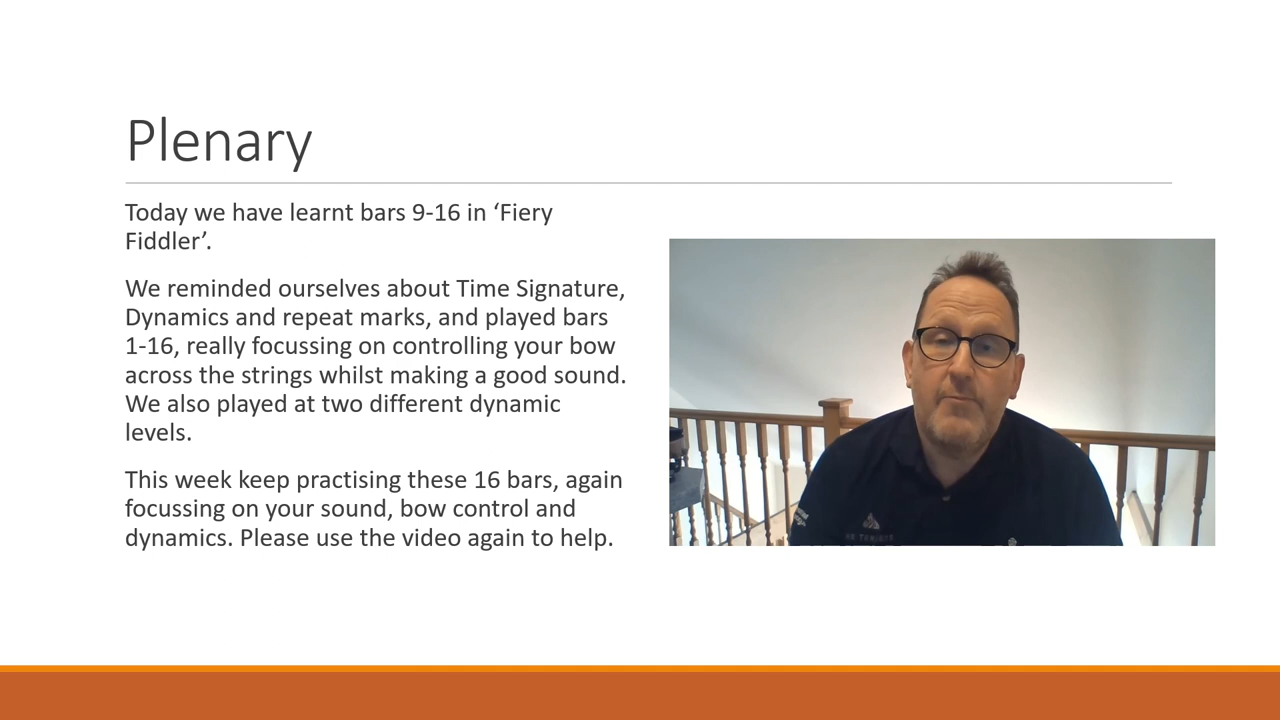 Plenary
Today we have learnt bars 9-16 in ‘Fiery
Fiddler’.
We reminded ourselves about Time Signature,
Dynamics and repeat marks, and played bars
1-16, really focussing on controlling your bow
across the strings whilst making a good sound.
We also played at two different dynamic
levels.
This week keep practising these 16 bars, again
focussing on your sound, bow control and
dynamics. Please use the video again to help.